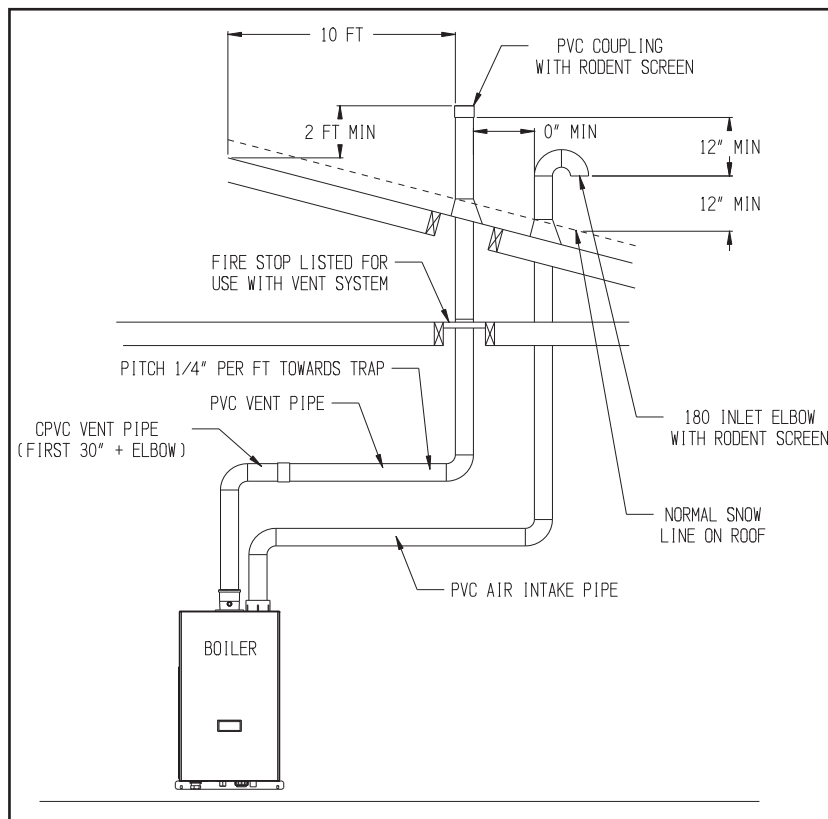 10 FT
PVC COUPLING
WITH RODENT SCREEN
2 FT MIN
0" MIN
12" MIN
12" MIN
FIRE STOP LISTED FOR
USE WITH VENT SYSTEM
PITCH 1/4" PER FT TOWARDS TRAP
PVC VENT PIPE
CPVC VENT PIPE
(FIRST 30" + ELBOW)
180 INLET ELBOW
WITH RODENT SCREEN
NORMAL SNOW
LINE ON ROOF
PVC AIR INTAKE PIPE
BOILER